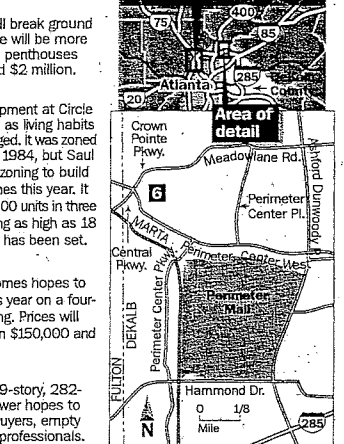 ll break ground
e will be more
penthouses
d $2 million.
pment at Circle
as living habits
ged. It was zoned
1984, but Saul
zoning to build
nes this year. It
00 units in three
ng as high as 18
has been set.
omes hopes to
s year on a four-
ng. Prices will
n $150,000 and
9-story, 282-
wer hopes to
uyers, empty
professionals.
400
75
85
285
Atlanta
20
Area of
detail
Crown
Pointe
Pkwy.
Meadowlane Rd.
Ashford Dunwoody
6
Perimeter
Center Pl.
MARTA
Central
Pkwy.
Perimeter Center West
Perimeter Center Pkwy.
Perimeter
Mall
FULTON
DEKALB
Hammond Dr.
0 1/8
Mile
N
285